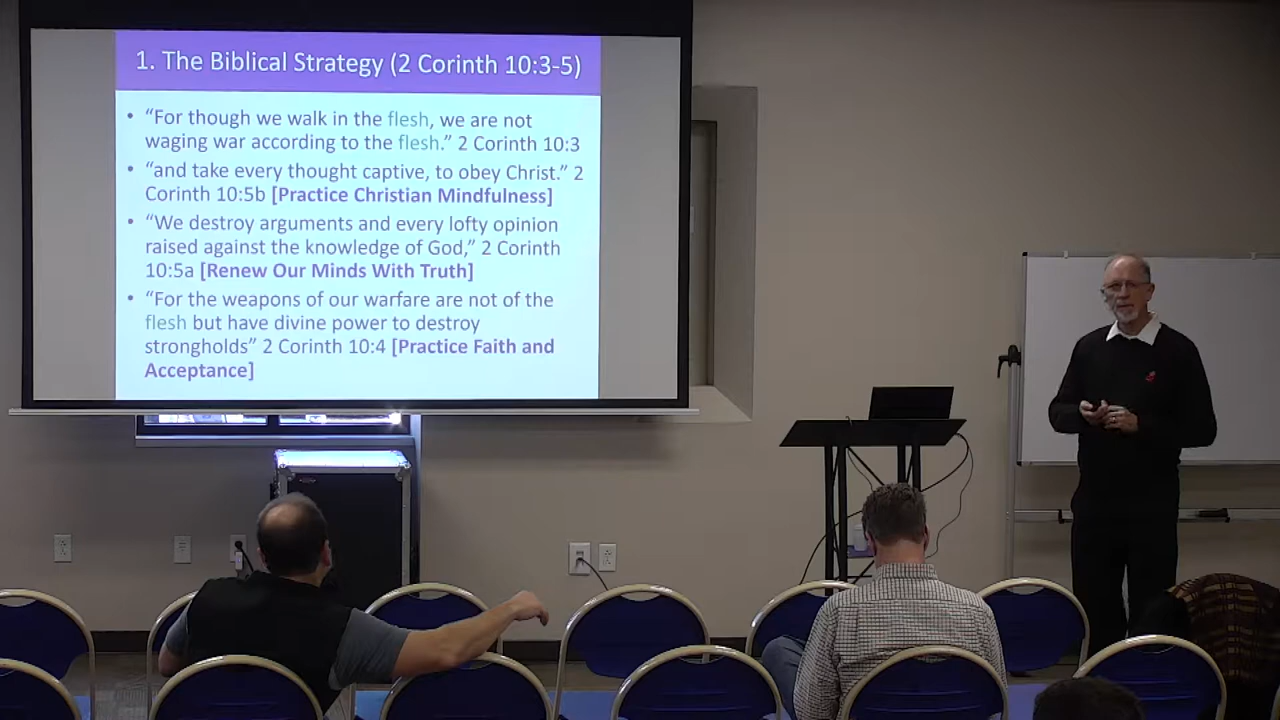 1. The Biblical Strategy (2 Corinth 10:3-5)
• “For though we walk in the flesh, we are not
waging war according to the flesh.” 2 Corinth 10:3
• “and take every thought captive, to obey Christ.” 2
Corinth 10:5b [Practice Christian Mindfulness]
• “We destroy arguments and every lofty opinion
raised against the knowledge of God,” 2 Corinth
10:5a [Renew Our Minds With Truth]
• “For the weapons of our warfare are not of the
flesh but have divine power to destroy
strongholds” 2 Corinth 10:4 [Practice Faith and
Acceptance]